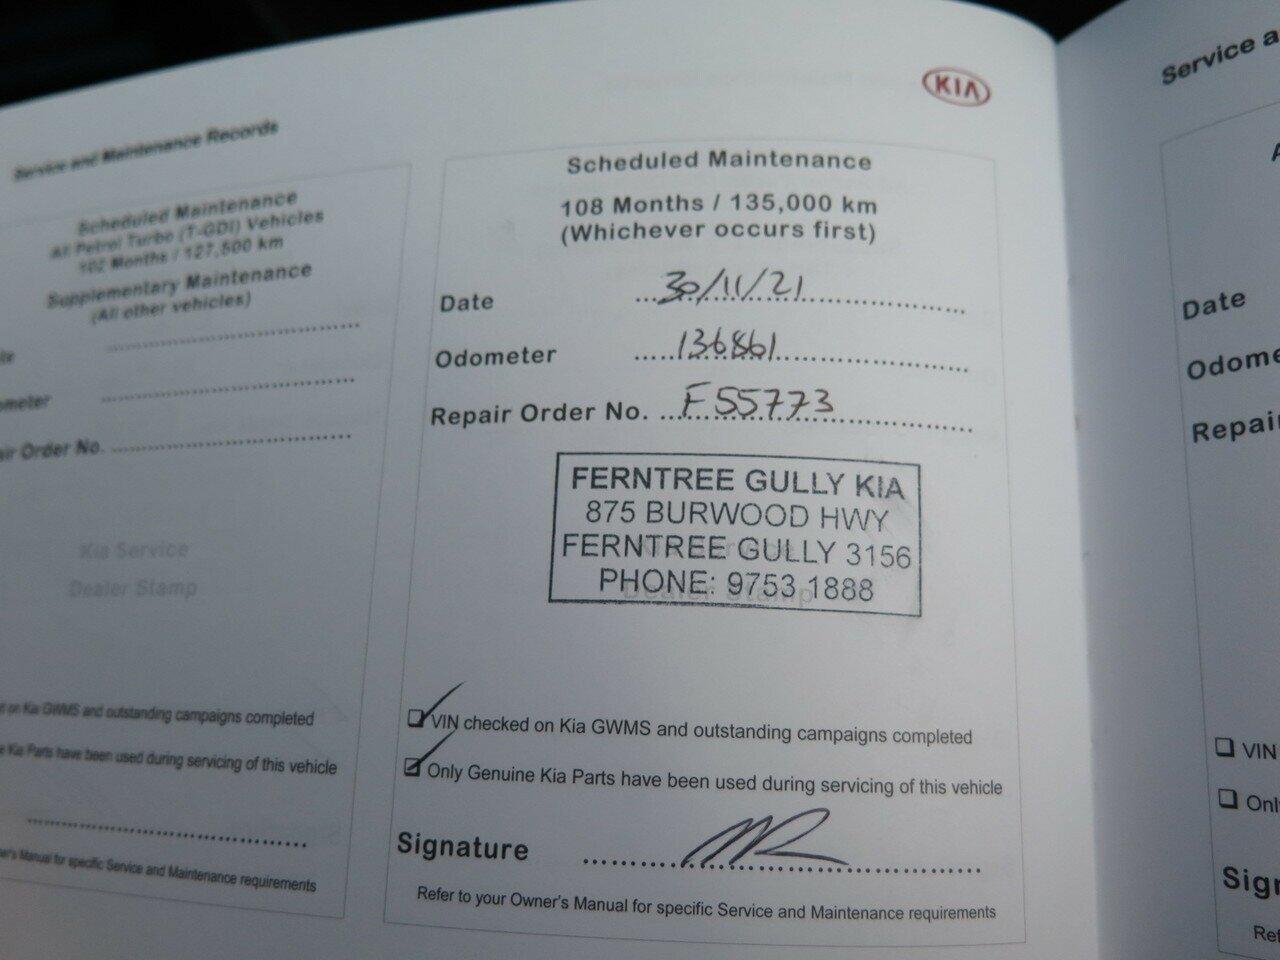 Service and Maintenance Records
Scheduled Maintenance
All Petrol Turbo (T-GDI) Vehicles
102 Months / 127,500 km
Supplementary Maintenance
(All other vehicles)
Order No.
Kia Service
Dealer Stamp
on Kia GWMS and outstanding campaigns completed
Kia Parts have been used during servicing of this vehicle
Manual for specific Service and Maintenance requirements
KIA
Scheduled Maintenance
108 Months / 135,000 km
(Whichever occurs first)
Date 30/11/21
Odometer 136861
Repair Order No. F55773
FERNTREE GULLY KIA
875 BURWOOD HWY
FERNTREE GULLY 3156
PHONE: 9753 1888
Dealer Stamp
VIN checked on Kia GWMS and outstanding campaigns completed
Only Genuine Kia Parts have been used during servicing of this vehicle
Signature
Refer to your Owner's Manual for specific Service and Maintenance requirements
Service a
Date
Odome
Repai
VIN
Onl
Sign
Ref